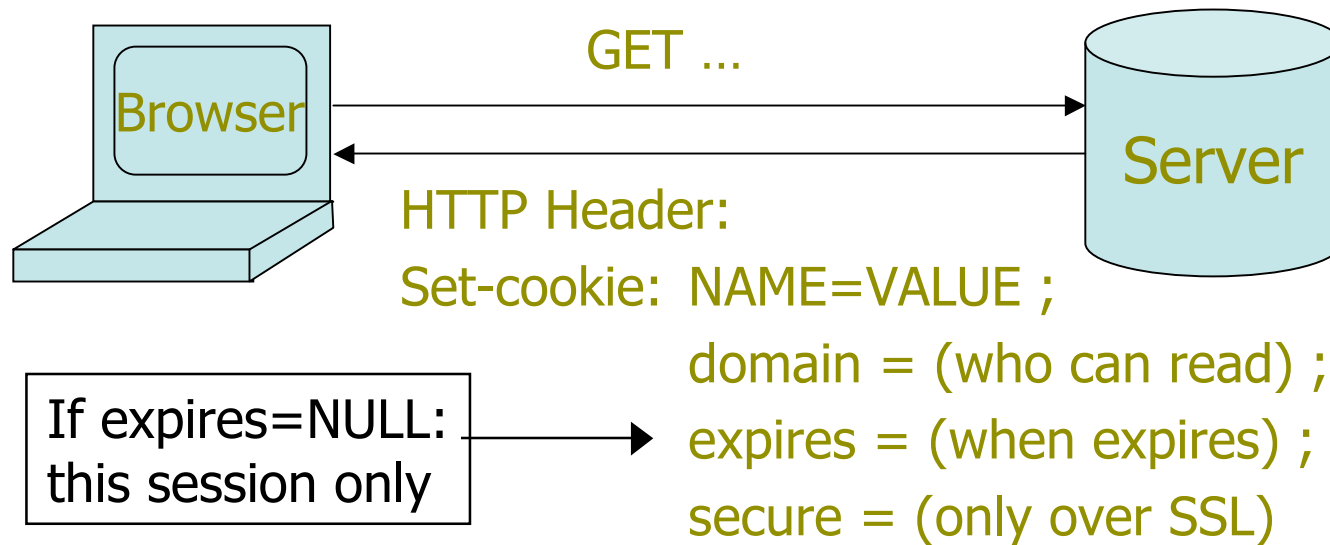 GET …
Browser
Server
HTTP Header:
Set-cookie: NAME=VALUE ;
domain = (who can read) ;
If expires=NULL:
this session only
expires = (when expires) ;
secure = (only over SSL)